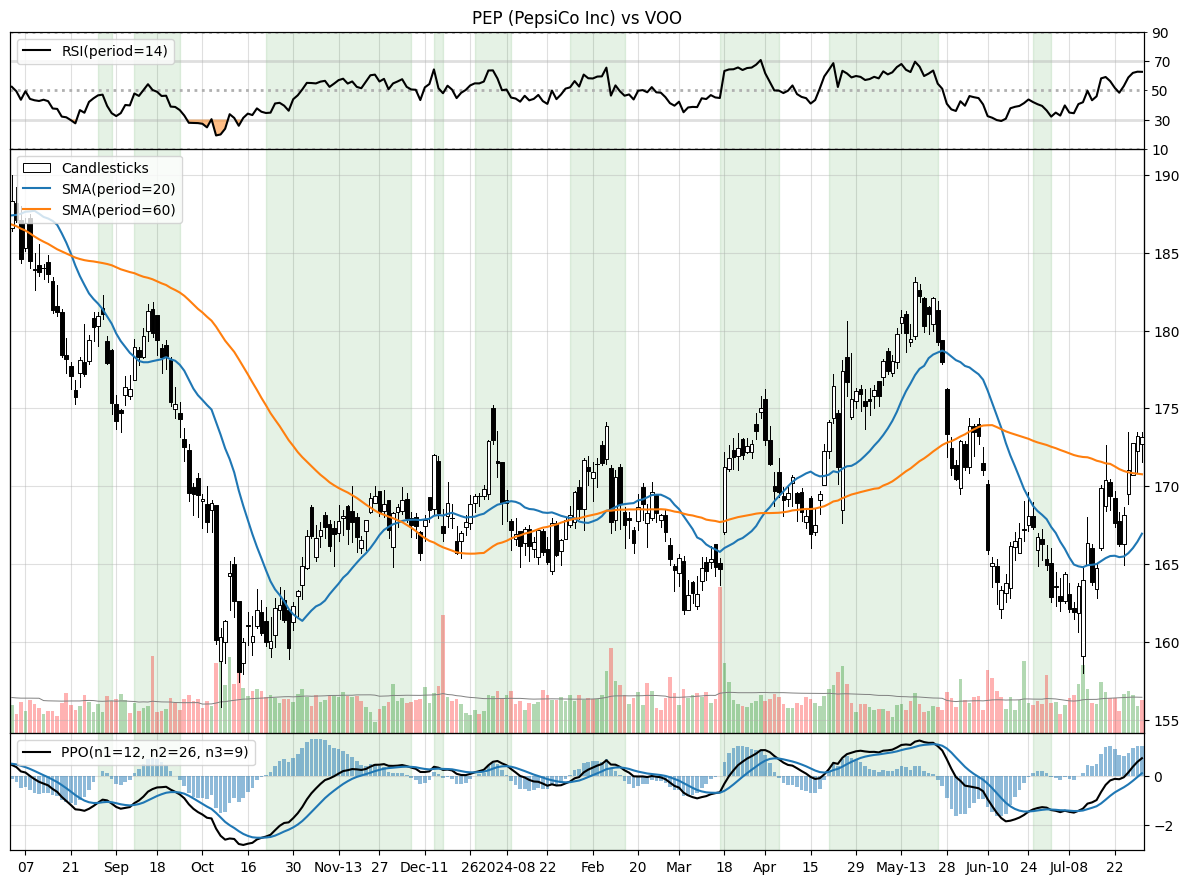 PEP (PepsiCo Inc) vs VOO
RSI(period=14)
90
70
50
30
10
Candlesticks
SMA(period=20)
SMA(period=60)
190
185
180
175
170
165
160
155
PPO(n1=12, n2=26, n3=9)
0
−2
07 21 Sep 18 Oct 16 30 Nov-13 27 Dec-11 26 2024-08 22 Feb 20 Mar 18 Apr 15 29 May-13 28 Jun-10 24 Jul-08 22